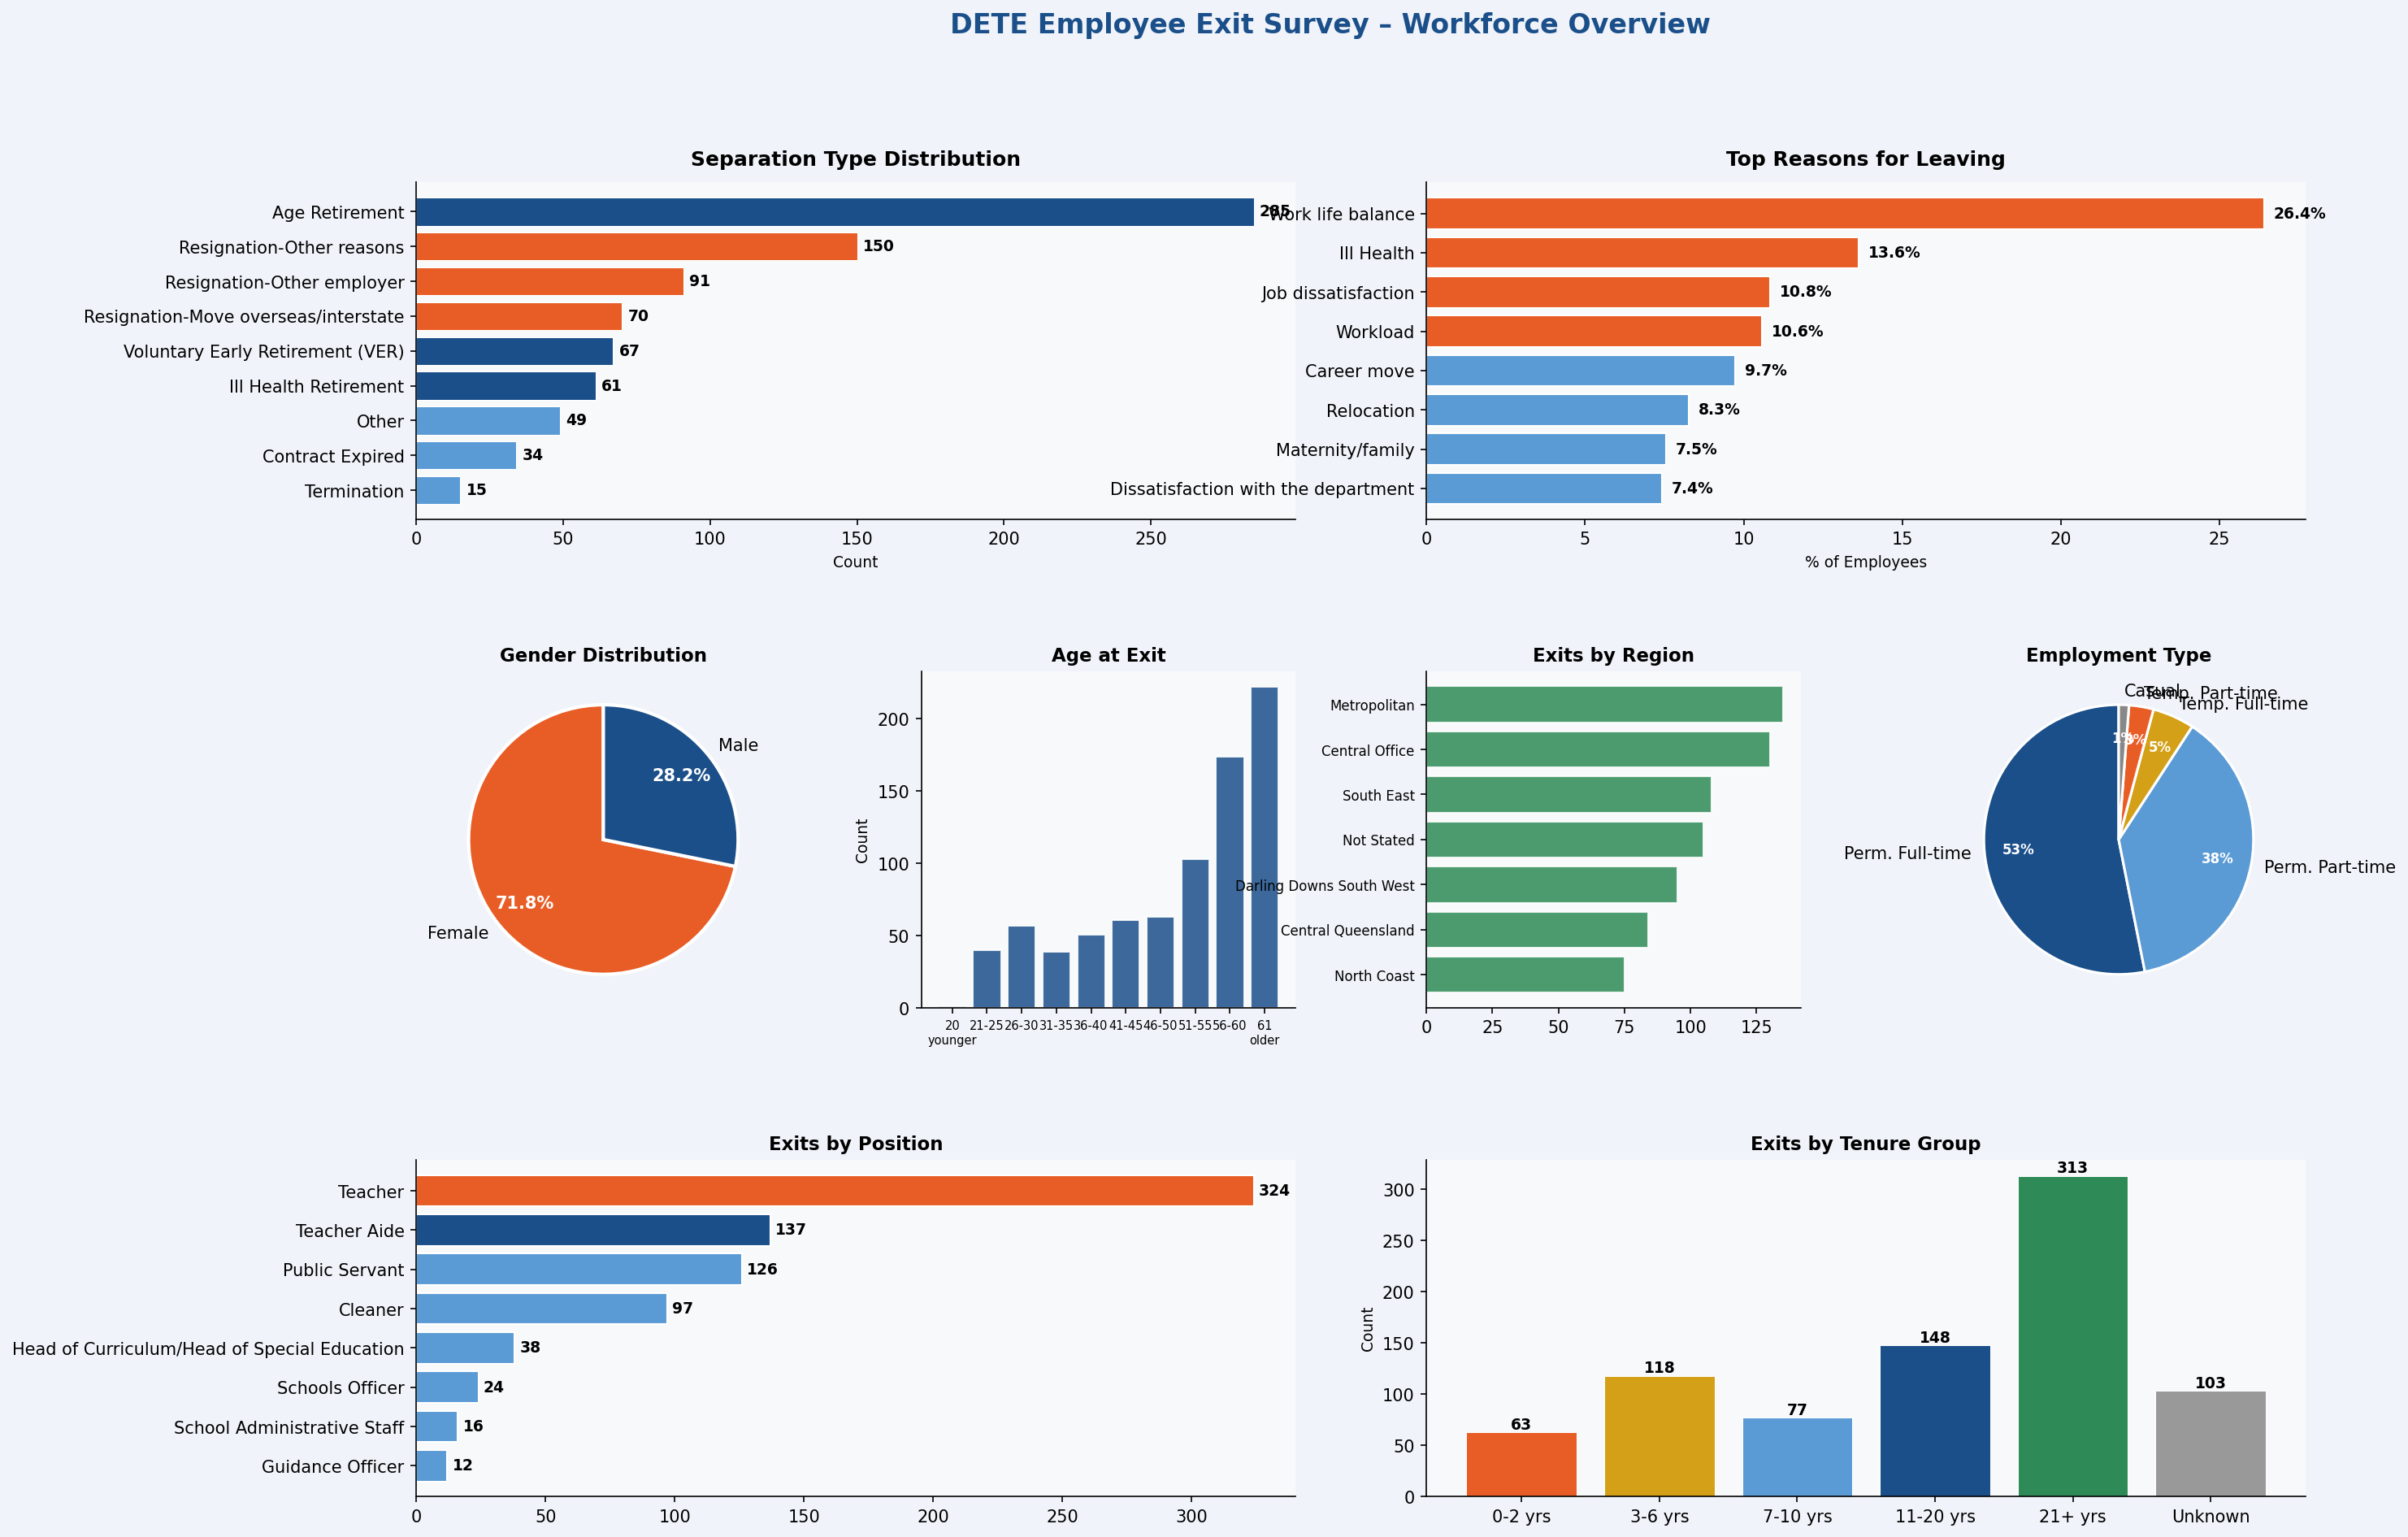 DETE Employee Exit Survey – Workforce Overview
Separation Type Distribution
Age Retirement
285
Resignation-Other reasons
150
Resignation-Other employer
91
Resignation-Move overseas/interstate
70
Voluntary Early Retirement (VER)
67
Ill Health Retirement
61
Other
49
Contract Expired
34
Termination
15
0 50 100 150 200 250
Count
Top Reasons for Leaving
Work life balance
26.4%
Ill Health
13.6%
Job dissatisfaction
10.8%
Workload
10.6%
Career move
9.7%
Relocation
8.3%
Maternity/family
7.5%
Dissatisfaction with the department
7.4%
0 5 10 15 20 25
% of Employees
Gender Distribution
Male
28.2%
71.8%
Female
Age at Exit
200
150
100
50
0
Count
20 21-25 26-30 31-35 36-40 41-45 46-50 51-55 56-60 61
younger older
Exits by Region
Metropolitan
Central Office
South East
Not Stated
Darling Downs South West
Central Queensland
North Coast
0 25 50 75 100 125
Employment Type
Casual
Temp. Part-time
Temp. Full-time
1%
3%
5%
Perm. Full-time
53%
38%
Perm. Part-time
Exits by Position
Teacher
324
Teacher Aide
137
Public Servant
126
Cleaner
97
Head of Curriculum/Head of Special Education
38
Schools Officer
24
School Administrative Staff
16
Guidance Officer
12
0 50 100 150 200 250 300
Exits by Tenure Group
313
300
250
200
150
100
50
0
Count
63
118
77
148
103
0-2 yrs 3-6 yrs 7-10 yrs 11-20 yrs 21+ yrs Unknown